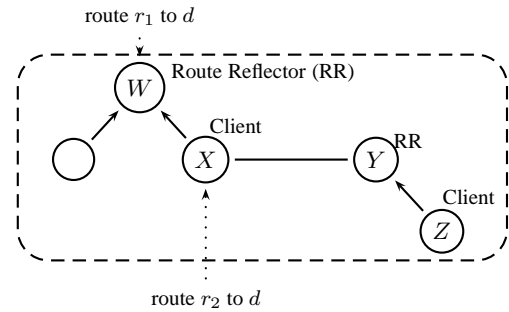 route r₁ to d
W
Route Reflector (RR)
Client
X
Y
RR
Client
Z
route r₂ to d